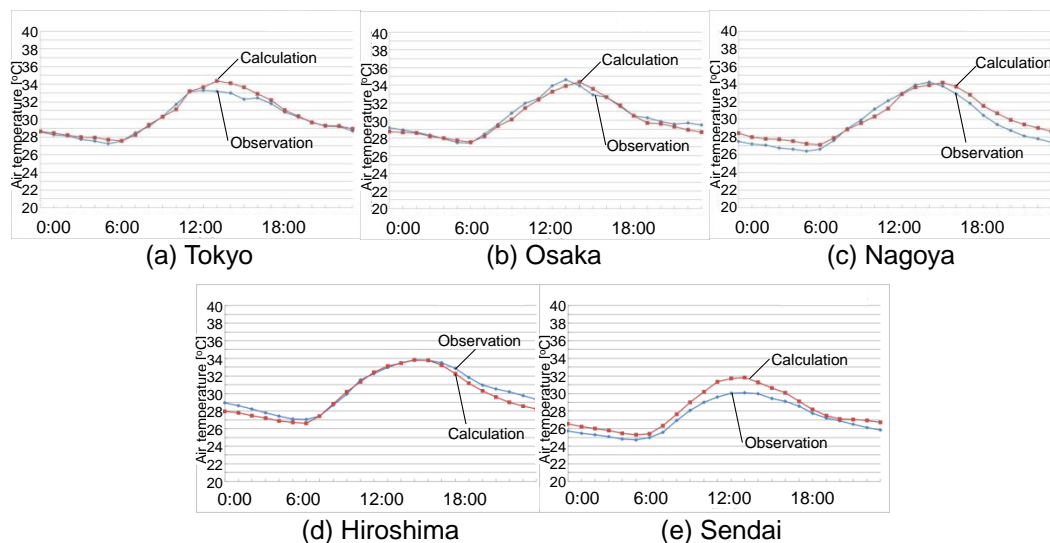 Air temperature [ºC]
40
38
36
34
32
30
28
26
24
22
20
Calculation
Observation
0:00 6:00 12:00 18:00
(a) Tokyo
Air temperature [ºC]
40
38
36
34
32
30
28
26
24
22
20
Calculation
Observation
0:00 6:00 12:00 18:00
(b) Osaka
Air temperature [ºC]
40
38
36
34
32
30
28
26
24
22
20
Calculation
Observation
0:00 6:00 12:00 18:00
(c) Nagoya
Air temperature [ºC]
40
38
36
34
32
30
28
26
24
22
20
Observation
Calculation
0:00 6:00 12:00 18:00
(d) Hiroshima
Air temperature [ºC]
40
38
36
34
32
30
28
26
24
22
20
Calculation
Observation
0:00 6:00 12:00 18:00
(e) Sendai